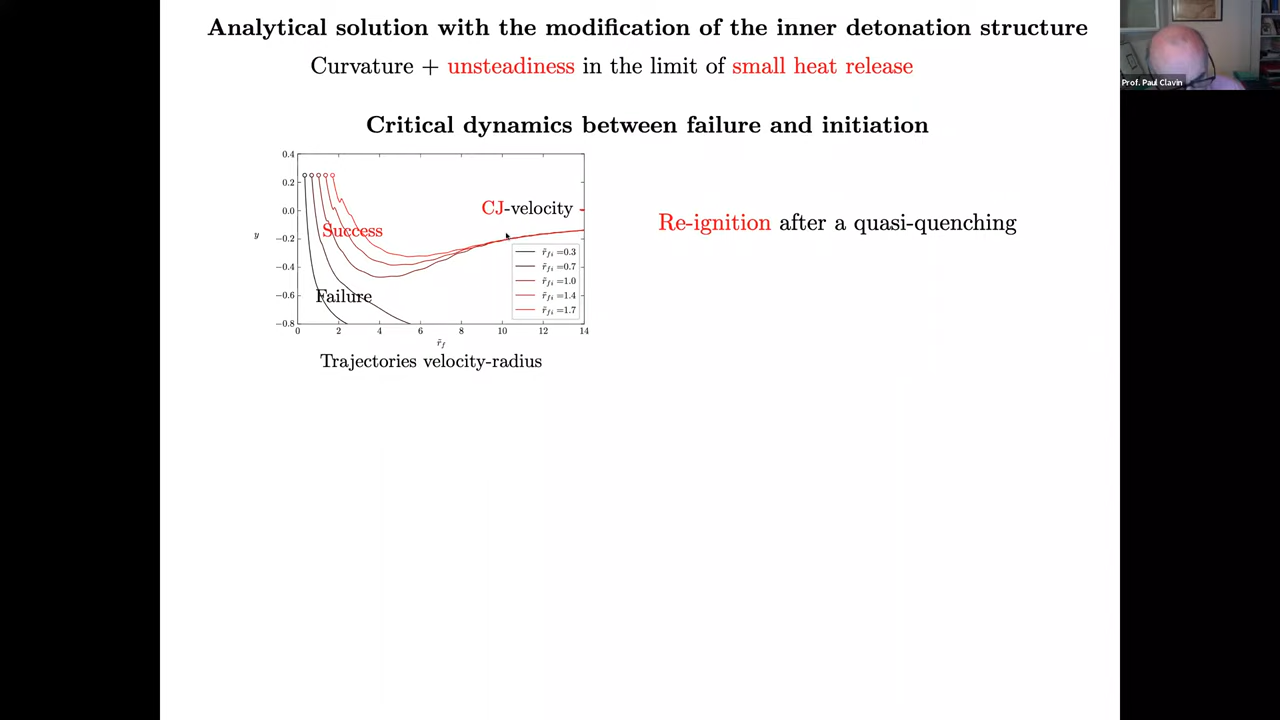 Analytical solution with the modification of the inner detonation structure
Curvature + unsteadiness in the limit of small heat release
Prof. Paul Clavin
Critical dynamics between failure and initiation
0.4
0.2
0.0
−0.2
−0.4
−0.6
−0.8
y
CJ-velocity
Success
Failure
r̃fi =0.3
r̃fi =0.7
r̃fi =1.0
r̃fi =1.4
r̃fi =1.7
0 2 4 6 8 10 12 14
r̃f
Trajectories velocity-radius
Re-ignition after a quasi-quenching